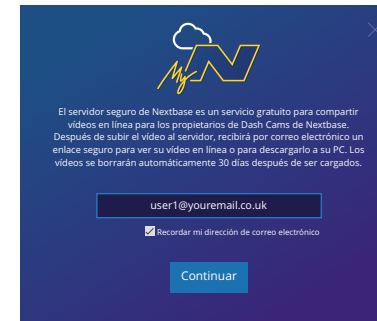 My N
El servidor seguro de Nextbase es un servicio gratuito para compartir
vídeos en línea para los propietarios de Dash Cams de Nextbase.
Después de subir el vídeo al servidor, recibirá por correo electrónico un
enlace seguro para ver su vídeo en línea o para descargarlo a su PC. Los
vídeos se borrarán automáticamente 30 días después de ser cargados.
user1@youremail.co.uk
Recordar mi dirección de correo electrónico
Continuar